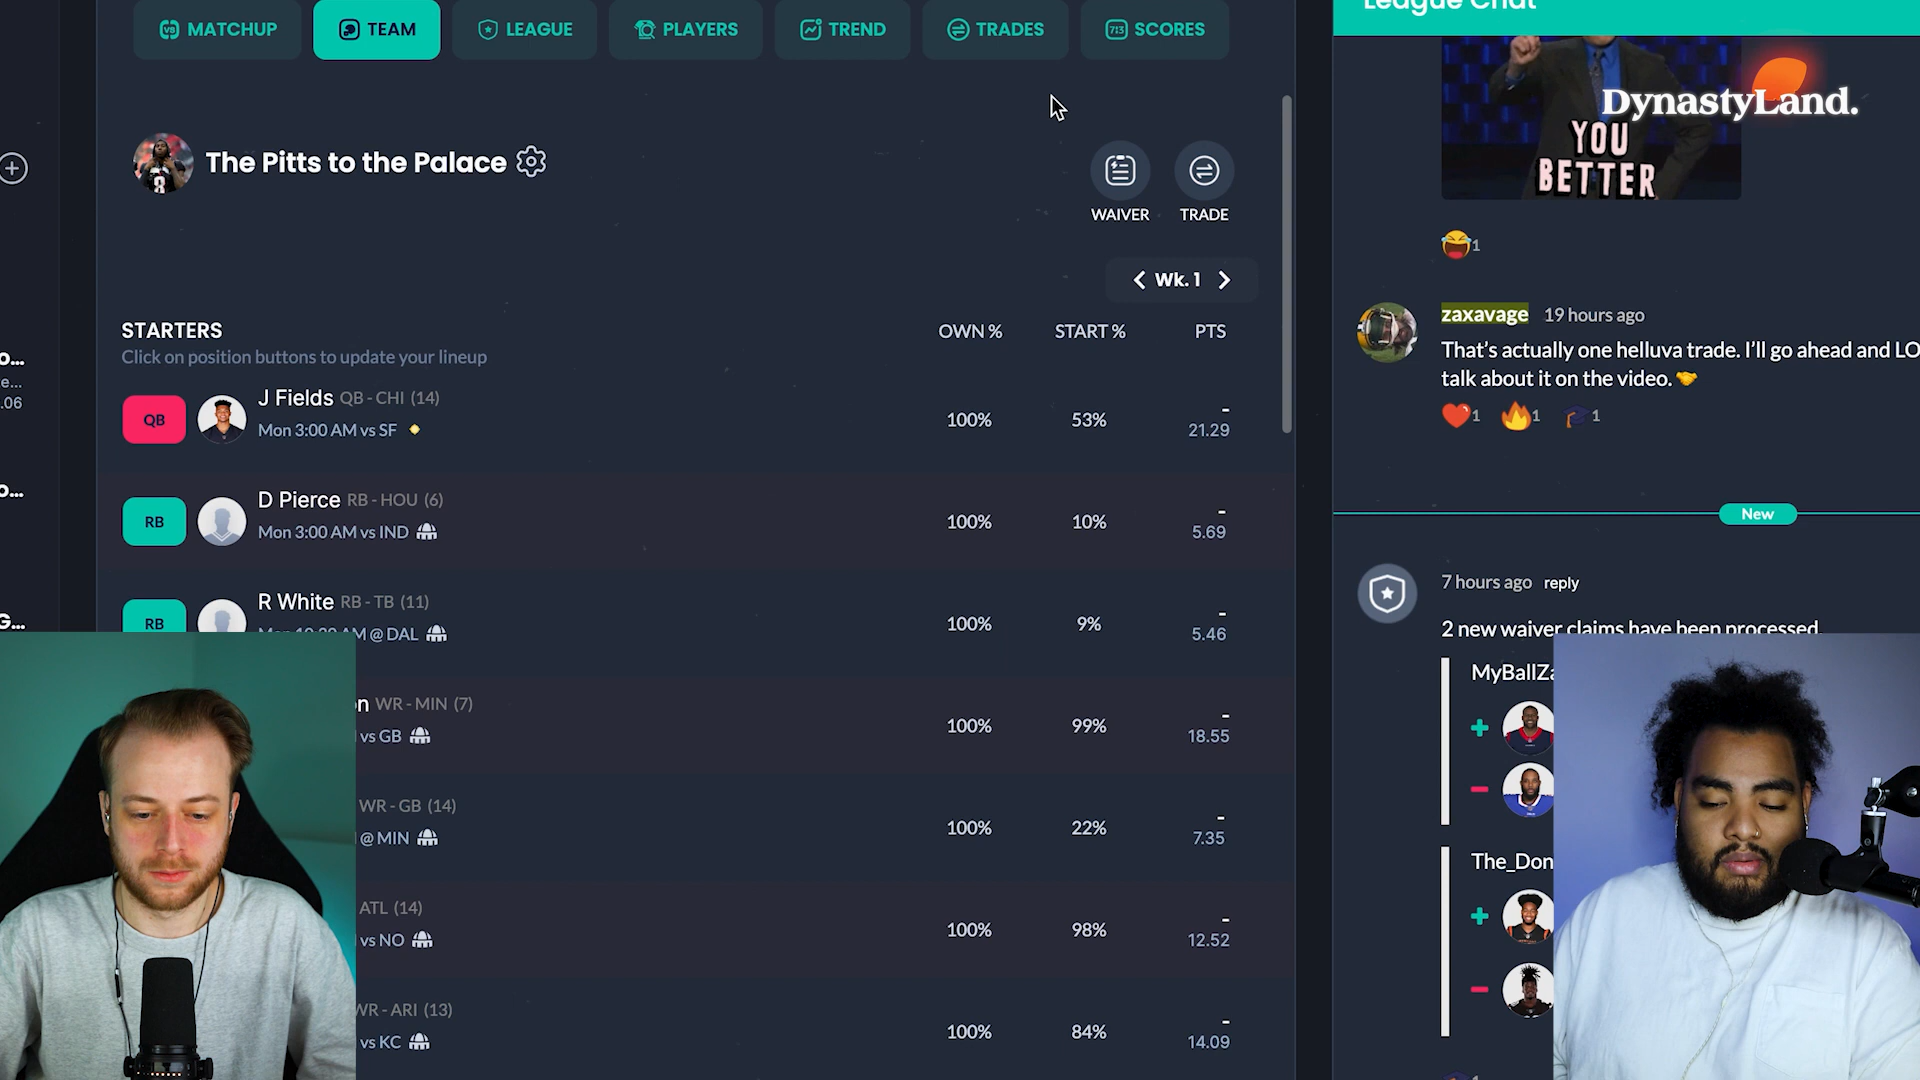 MATCHUP
TEAM
LEAGUE
PLAYERS
TREND
TRADES
SCORES
The Pitts to the Palace
8
WAIVER
TRADE
Wk. 1
STARTERS
Click on position buttons to update your lineup
OWN %
START %
PTS
QB
J Fields QB - CHI (14)
Mon 3:00 AM vs SF
100%
53%
-
21.29
RB
D Pierce RB - HOU (6)
Mon 3:00 AM vs IND
100%
10%
-
5.69
RB
R White RB - TB (11)
@ DAL
100%
9%
-
5.46
n WR - MIN (7)
vs GB
100%
99%
-
18.55
WR - GB (14)
@ MIN
100%
22%
-
7.35
ATL (14)
vs NO
100%
98%
-
12.52
WR - ARI (13)
vs KC
100%
84%
-
14.09
o...
e...
.06
o...
G...
League Chat
DynastyLand.
YOU
BETTER
1
zaxavage 19 hours ago
That's actually one helluva trade. I'll go ahead and LO
talk about it on the video.
1 1 1
New
7 hours ago reply
2 new waiver claims have been processed.
MyBallZa
The_Don